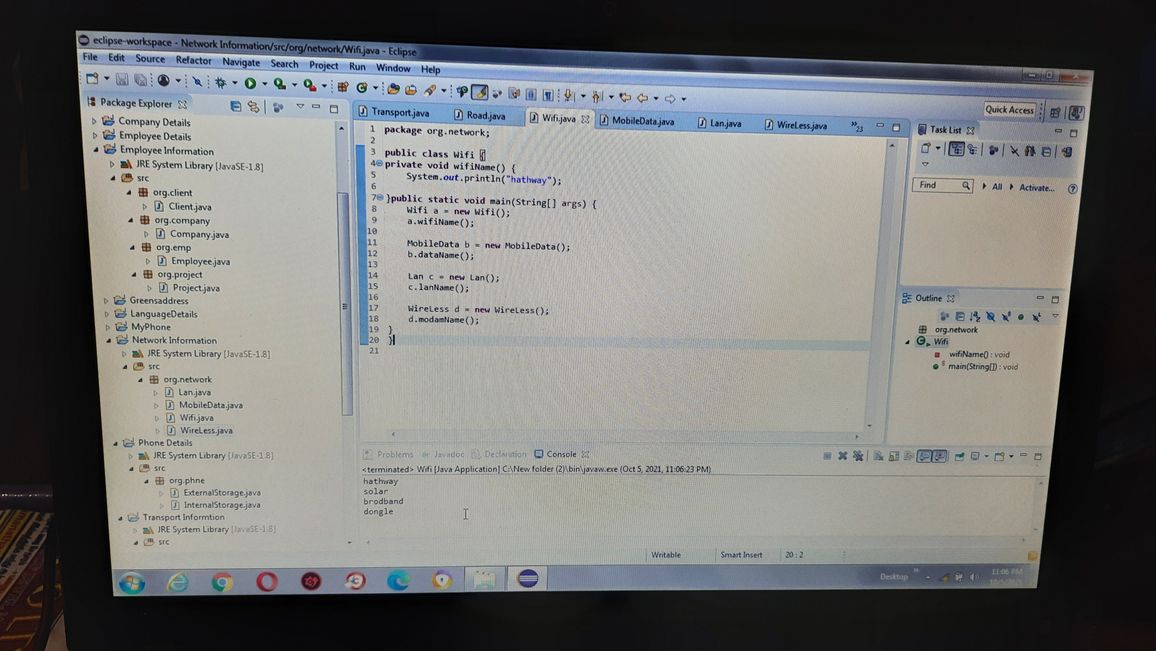 eclipse-workspace - Network Information/src/org/network/Wifi.java - Eclipse
File Edit Source Refactor Navigate Search Project Run Window Help
Quick Access
Package Explorer
Company Details
Employee Details
Employee Information
JRE System Library [JavaSE-1.8]
src
org.client
Client.java
org.company
Company.java
org.emp
Employee.java
org.project
Project.java
Greensaddress
LanguageDetails
MyPhone
Network Information
JRE System Library [JavaSE-1.8]
src
org.network
Lan.java
MobileData.java
Wifi.java
WireLess.java
Phone Details
JRE System Library [JavaSE-1.8]
src
org.phne
ExternalStorage.java
InternalStorage.java
Transport Informtion
JRE System Library [JavaSE-1.8]
src
Transport.java Road.java Wifi.java MobileData.java Lan.java WireLess.java 23
1 package org.network;
2
3 public class Wifi {
4 private void wifiName() {
5 System.out.println("hathway");
6
7 }public static void main(String[] args) {
8 Wifi a = new Wifi();
9 a.wifiName();
10
11 MobileData b = new MobileData();
12 b.dataName();
13
14 Lan c = new Lan();
15 c.lanName();
16
17 WireLess d = new WireLess();
18 d.modamName();
19 }
20 }
21
Task List
Find All Activate...
Outline
org.network
Wifi
wifiName() : void
main(String[]) : void
Problems Javadoc Declaration Console
<terminated> Wifi [Java Application] C:\New folder (2)\bin\javaw.exe (Oct 5, 2021, 11:06:23 PM)
hathway
solar
brodband
dongle
Writable Smart Insert 20 : 2
Desktop
11:06 PM